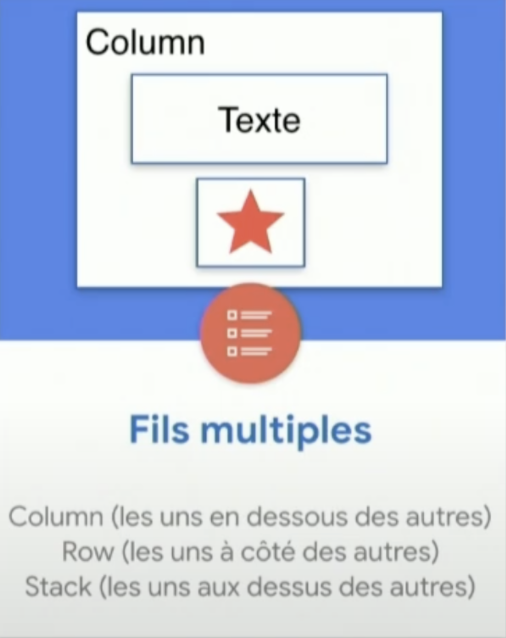 Column
Texte
Fils multiples
Column (les uns en dessous des autres)
Row (les uns à côté des autres)
Stack (les uns aux dessus des autres)